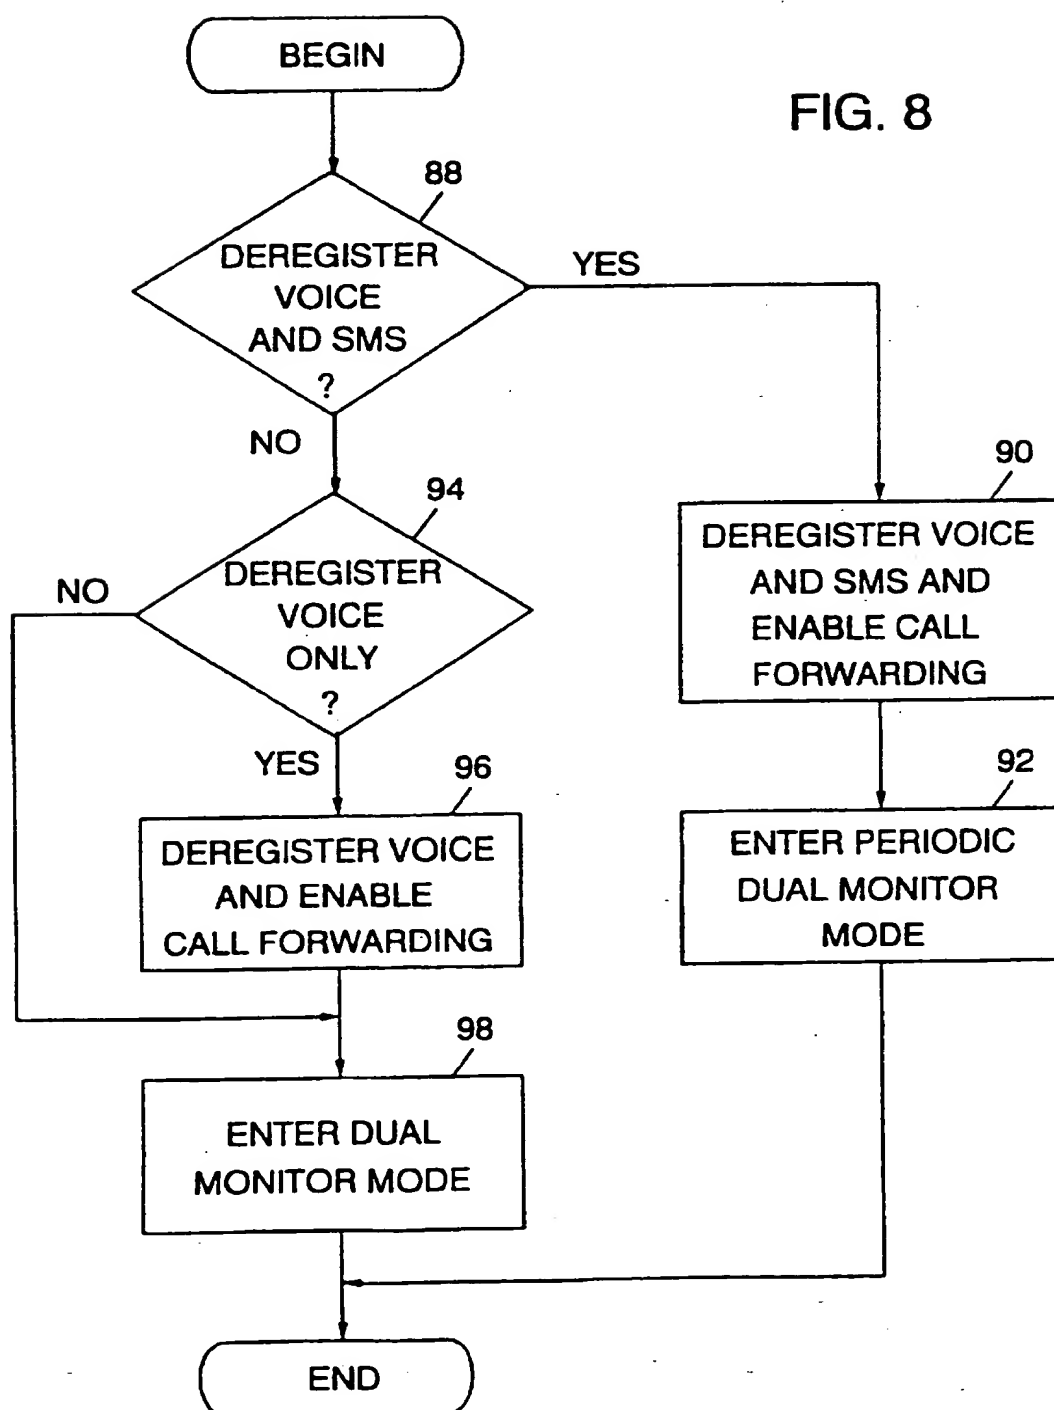 BEGIN
FIG. 8
88
DEREGISTER
VOICE
AND SMS
?
YES
NO
90
DEREGISTER VOICE
AND SMS AND
ENABLE CALL
FORWARDING
94
DEREGISTER
VOICE
ONLY
?
NO
YES
92
ENTER PERIODIC
DUAL MONITOR
MODE
96
DEREGISTER VOICE
AND ENABLE
CALL FORWARDING
98
ENTER DUAL
MONITOR MODE
END